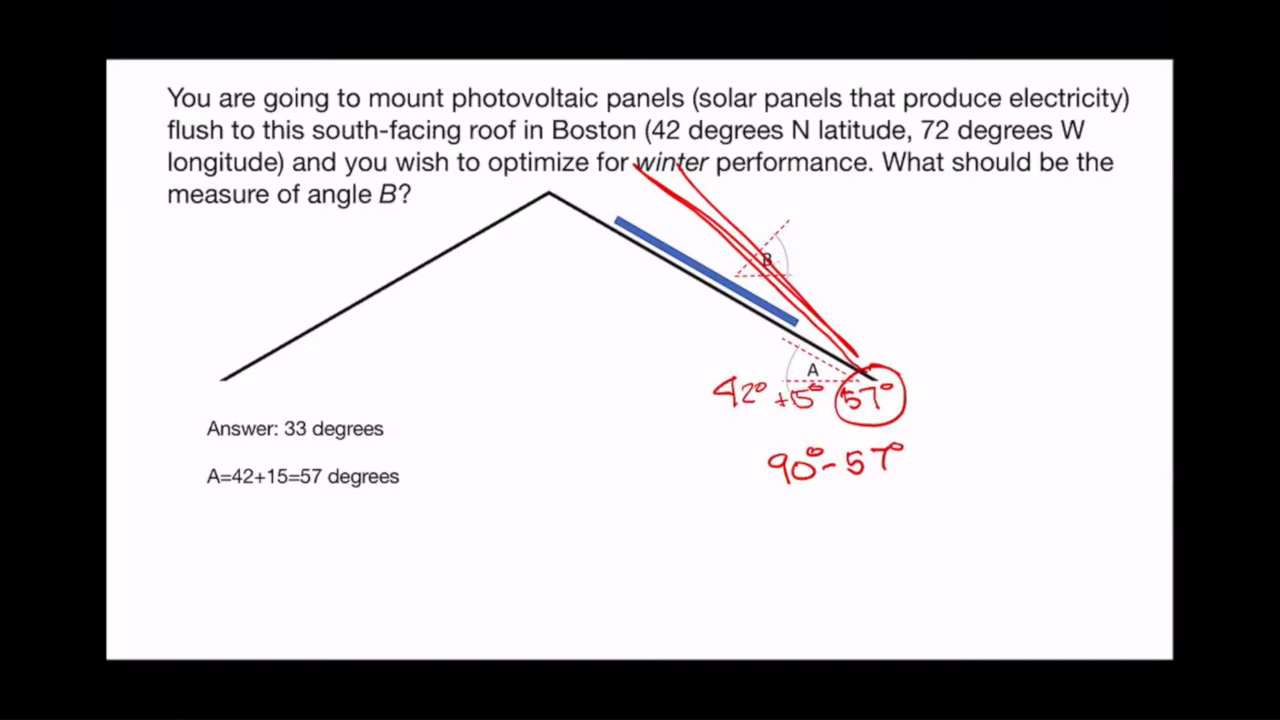 You are going to mount photovoltaic panels (solar panels that produce electricity)
flush to this south-facing roof in Boston (42 degrees N latitude, 72 degrees W
longitude) and you wish to optimize for winter performance. What should be the
measure of angle B?
B
A
42° +15° 57°
Answer: 33 degrees
90° - 57°
A=42+15=57 degrees